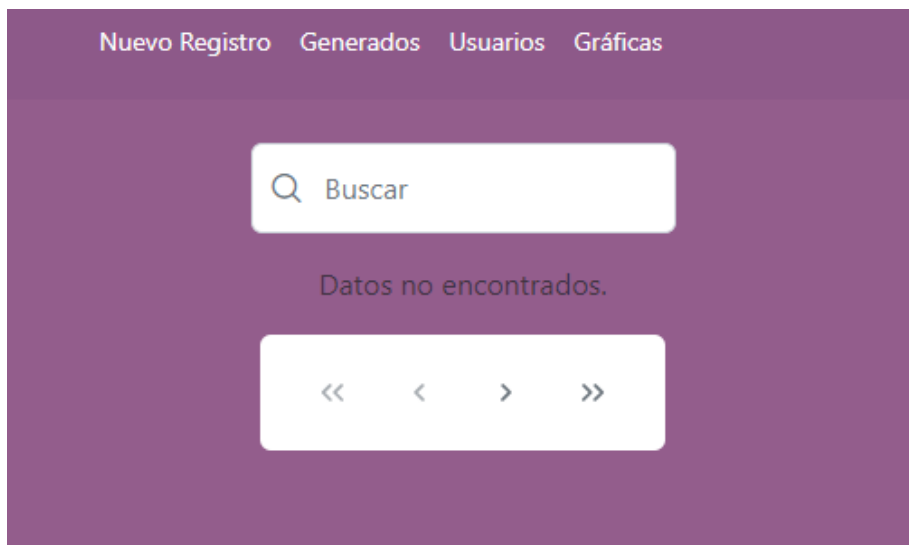 Nuevo Registro Generados Usuarios Gráficas
Buscar
Datos no encontrados.